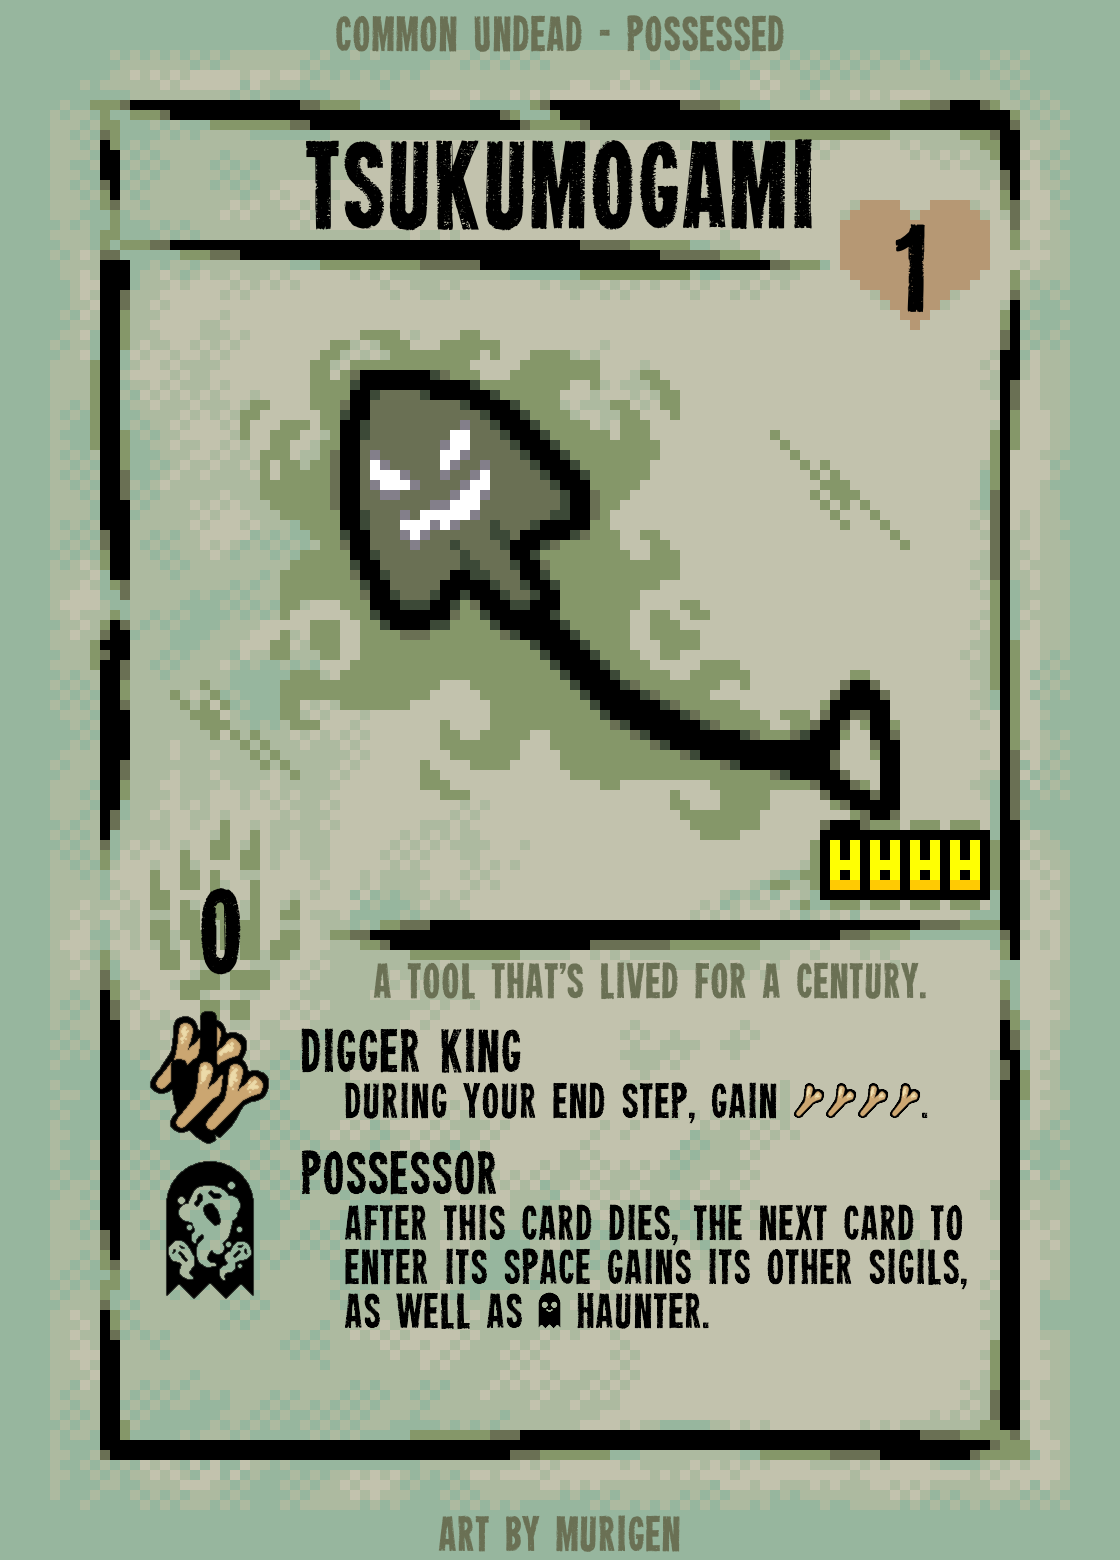 COMMON UNDEAD - POSSESSED
TSUKUMOGAMI
1
0
A TOOL THAT'S LIVED FOR A CENTURY.
DIGGER KING
DURING YOUR END STEP, GAIN .
POSSESSOR
AFTER THIS CARD DIES, THE NEXT CARD TO
ENTER ITS SPACE GAINS ITS OTHER SIGILS,
AS WELL AS HAUNTER.
ART BY MURIGEN